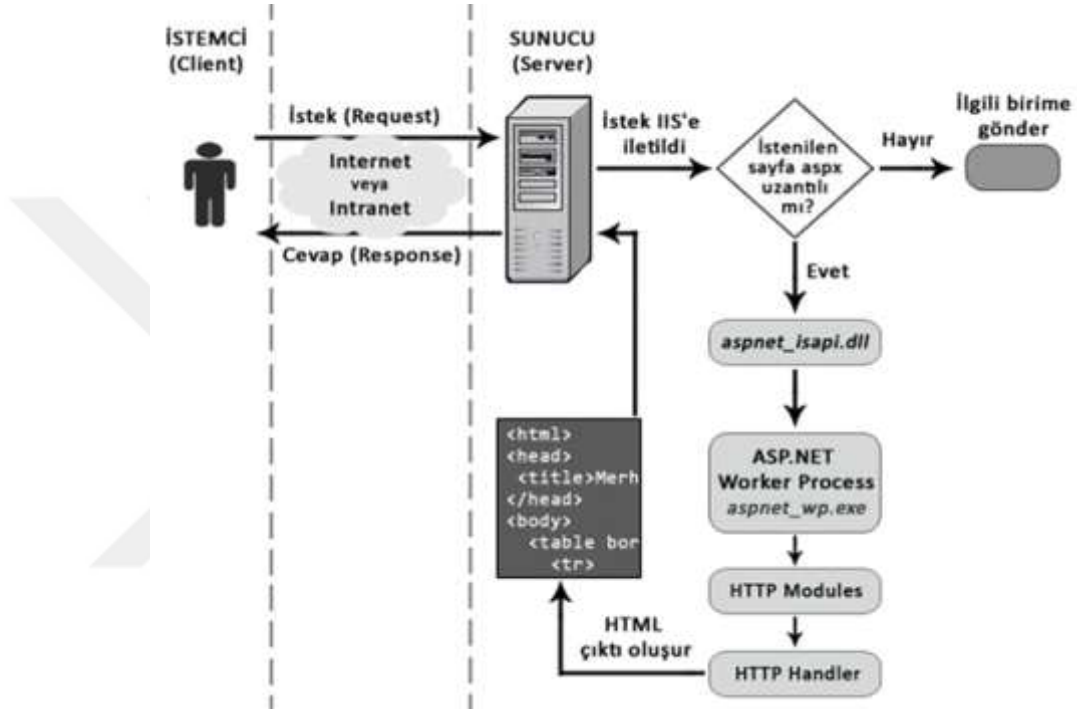 İSTEMCİ
(Client)
SUNUCU
(Server)
İstek (Request)
Internet
veya
Intranet
Cevap (Response)
İstek IIS'e
iletildi
İstenilen
sayfa aspx
uzantılı
mı?
Hayır
İlgili birime
gönder
Evet
aspnet_isapi.dll
ASP.NET
Worker Process
aspnet_wp.exe
HTTP Modules
HTTP Handler
HTML
çıktı oluşur
<html>
<head>
<title>Merh
</head>
<body>
<table bor
<tr>